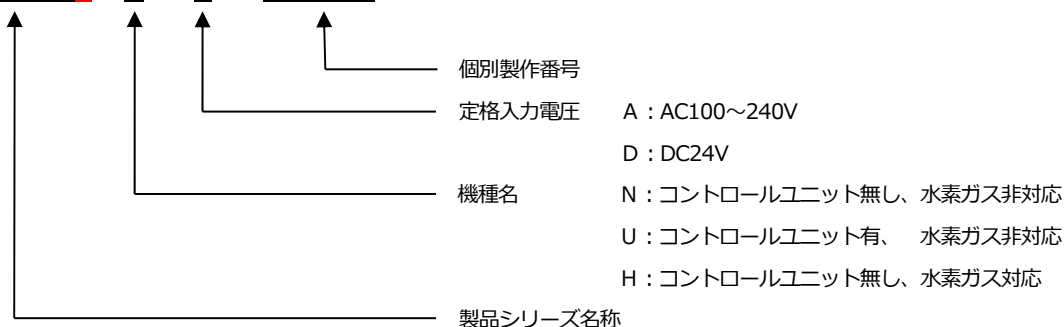 個別製作番号
定格入力電圧 A：AC100～240V
D：DC24V
機種名 N：コントロールユニット無し、水素ガス非対応
U：コントロールユニット有、 水素ガス非対応
H：コントロールユニット無し、水素ガス対応
製品シリーズ名称